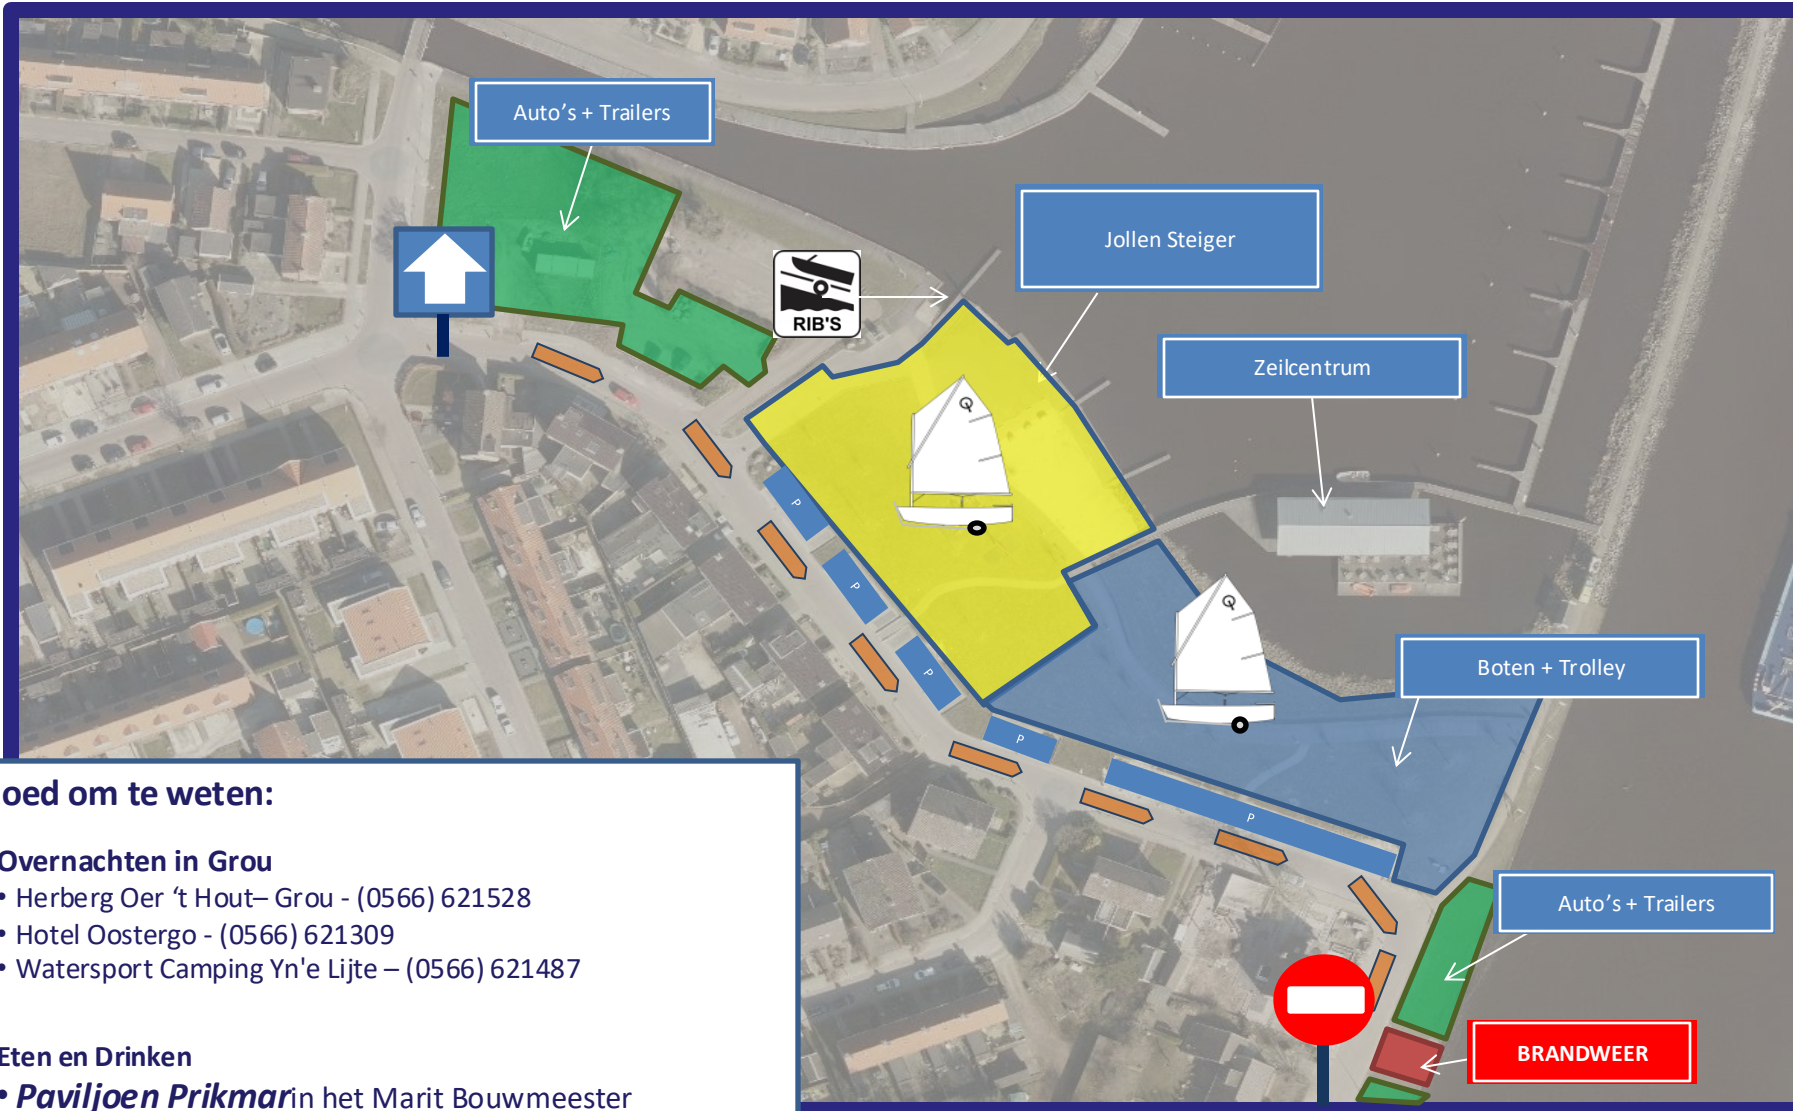 Auto's + Trailers
Jollen Steiger
RIB'S
Zeilcentrum
P
P
P
Boten + Trolley
P
P
Auto's + Trailers
BRANDWEER
oed om te weten:
Overnachten in Grou
• Herberg Oer ‘t Hout– Grou - (0566) 621528
• Hotel Oostergo - (0566) 621309
• Watersport Camping Yn'e Lijte – (0566) 621487
Eten en Drinken
• Paviljoen Prikmar in het Marit Bouwmeester